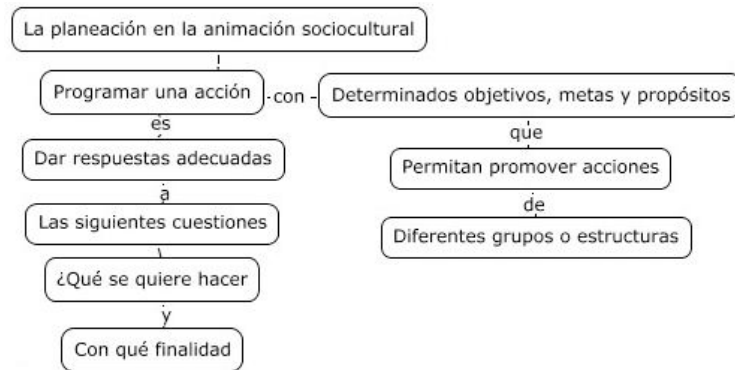 La planeación en la animación sociocultural
Programar una acción
con
Determinados objetivos, metas y propósitos
es
que
Dar respuestas adecuadas
Permitan promover acciones
a
de
Las siguientes cuestiones
Diferentes grupos o estructuras
¿Qué se quiere hacer
y
Con qué finalidad